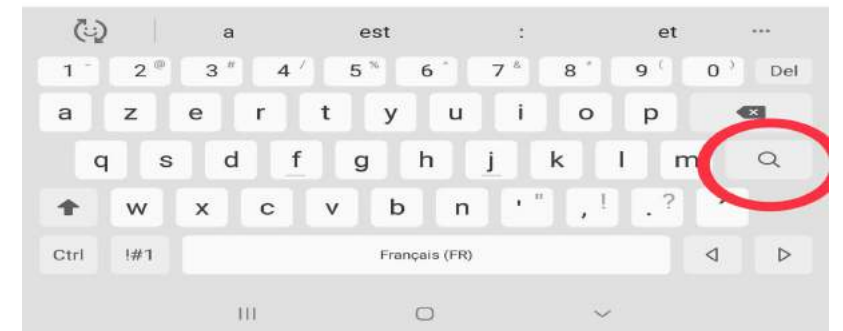 a est : et ...
1 - 2 @ 3 # 4 / 5 % 6 ^ 7 & 8 * 9 ( 0 ) Del
a z e r t y u i o p
q s d f g h j k l m
w x c v b n ' " , ! . ?
Ctrl !#1 Français (FR)